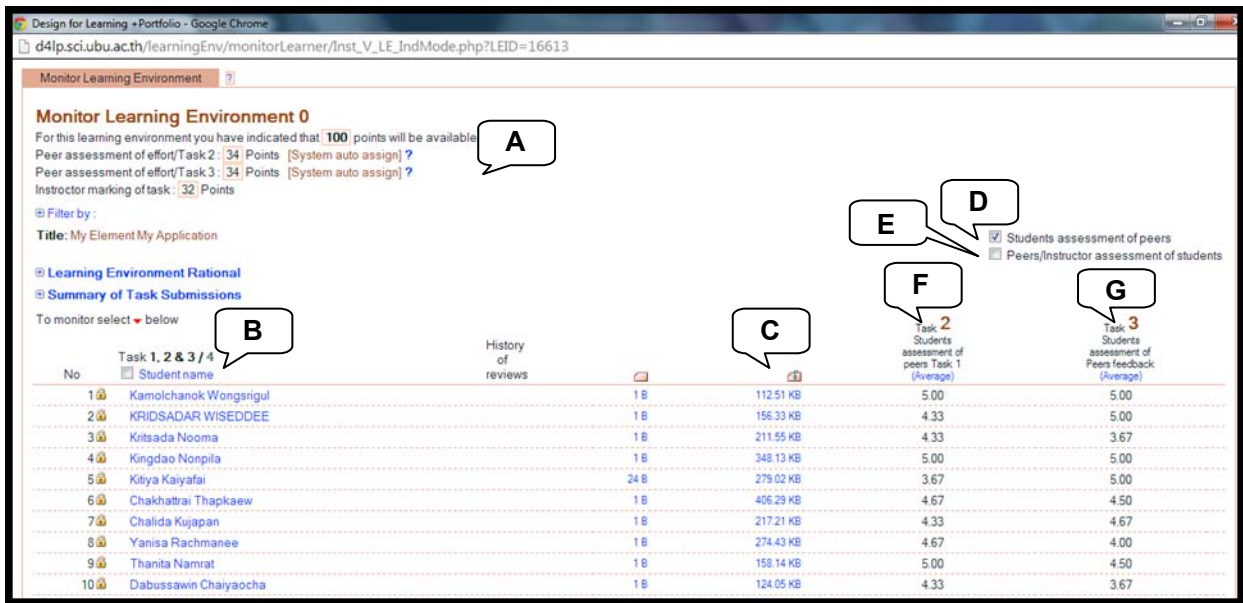 Design for Learning +Portfolio - Google Chrome
d4lp.sci.ubu.ac.th/learningEnv/monitorLearner/Inst_V_LE_IndMode.php?LEID=16613
Monitor Learning Environment ?
Monitor Learning Environment 0
For this learning environment you have indicated that 100 points will be available
A
Peer assessment of effort/Task 2 : 34 Points [System auto assign] ?
Peer assessment of effort/Task 3 : 34 Points [System auto assign] ?
Instroctor marking of task : 32 Points
Filter by :
D
E
Title: My Element My Application
Students assessment of peers
Peers/Instructor assessment of students
Learning Environment Rational
Summary of Task Submissions
F
G
To monitor select below
B
C
Task 1, 2 & 3 / 4
No Student name
History
of
reviews
Task 2
Students
assessment of
peers Task 1
(Average)
Task 3
Students
assessment of
Peers feedback
(Average)
1 Kamolchanok Wongsrigul 1 B 112.51 KB 5.00 5.00
2 KRIDSADAR WISEDDEE 1 B 156.33 KB 4.33 5.00
3 Kritsada Nooma 1 B 211.55 KB 4.33 3.67
4 Kingdao Nonpila 1 B 348.13 KB 5.00 5.00
5 Kitiya Kaiyafai 24 B 279.02 KB 3.67 5.00
6 Chakhattrai Thapkaew 1 B 406.29 KB 4.67 4.50
7 Chalida Kujapan 1 B 217.21 KB 4.33 4.67
8 Yanisa Rachmanee 1 B 274.43 KB 4.67 4.00
9 Thanita Namrat 1 B 158.14 KB 5.00 4.50
10 Dabussawin Chaiyaocha 1 B 124.05 KB 4.33 3.67